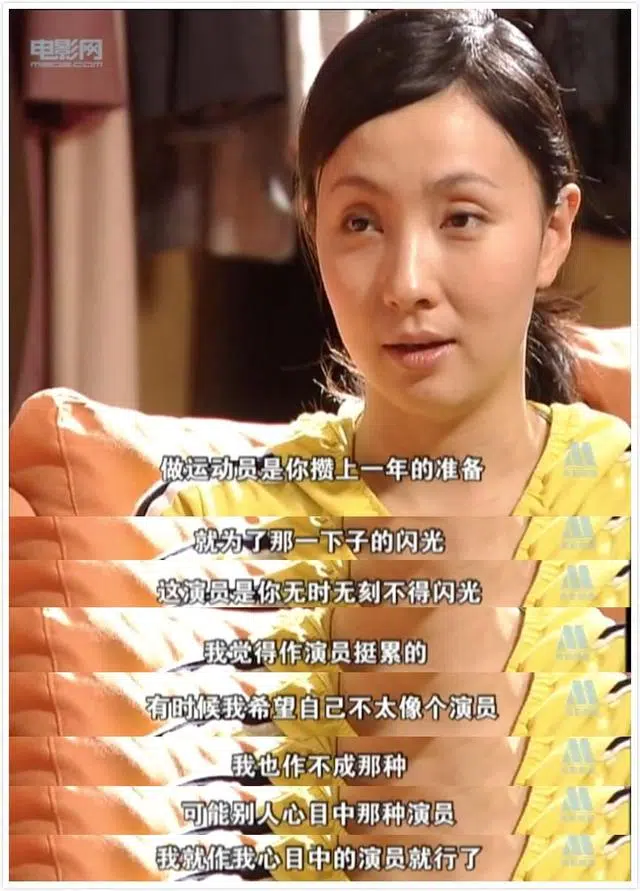 电影网
M1905.COM
做运动员是你攒上一年的准备
就为了那一下子的闪光
这演员是你无时无刻不得闪光
我觉得作演员挺累的
有时候我希望自己不太像个演员
我也作不成那种
可能别人心目中那种演员
我就作我心目中的演员就行了